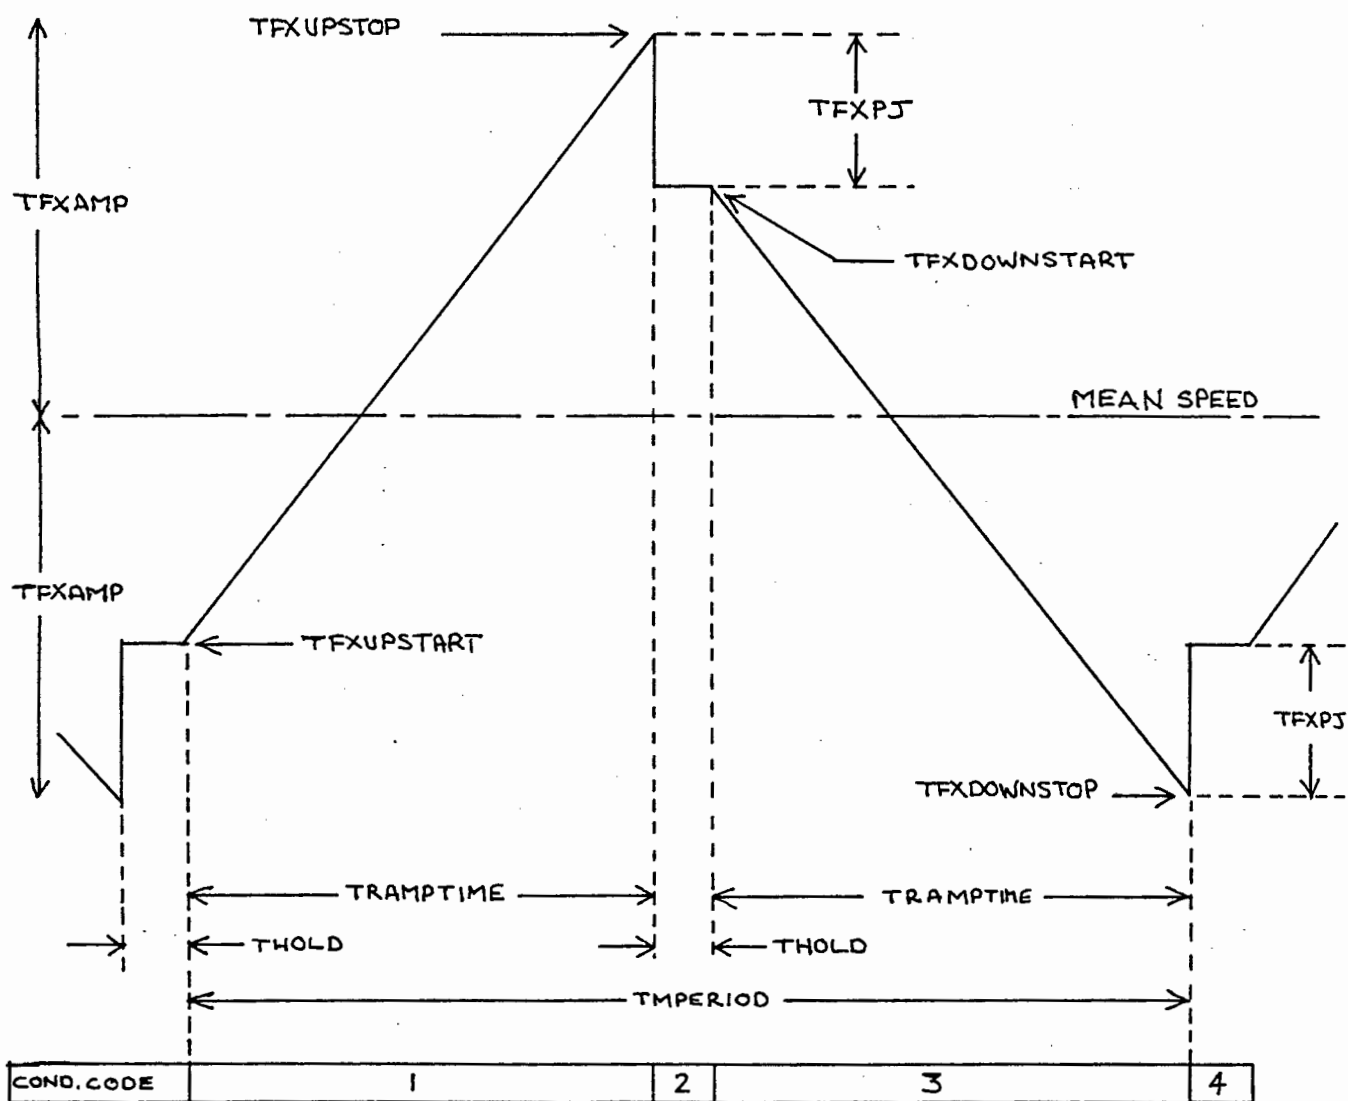 TFXUPSTOP
TFXPJ
TFXAMP
TFXDOWNSTART
MEAN SPEED
TFXAMP
TFXUPSTART
TFXPJ
TFXDOWNSTOP
TRAMPTIME
TRAMPTIME
THOLD
THOLD
TMPERIOD
COND. CODE 1 2 3 4